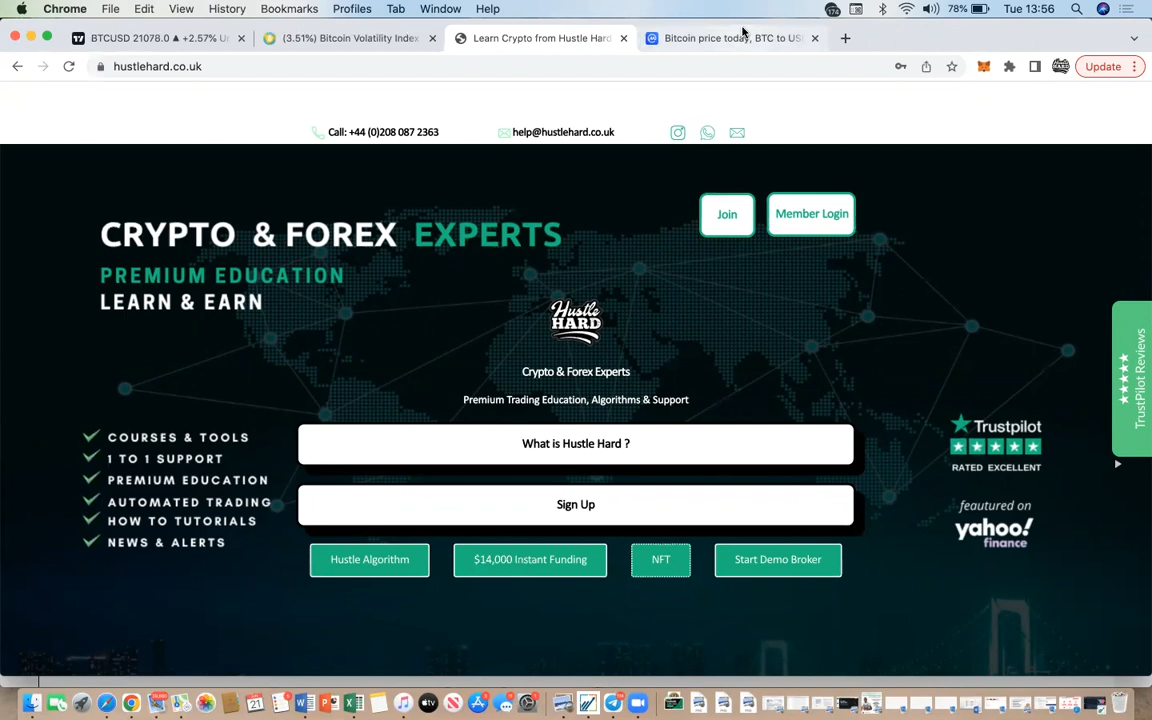 Chrome File Edit View History Bookmarks Profiles Tab Window Help
174
78%
Tue 13:56
BTCUSD 21078.0 ▲ +2.57%
(3.51%) Bitcoin Volatility Index
Learn Crypto from Hustle Hard
Bitcoin price today, BTC to US
hustlehard.co.uk
Update
Call: +44 (0)208 087 2363
help@hustlehard.co.uk
Join
Member Login
CRYPTO & FOREX EXPERTS
PREMIUM EDUCATION
LEARN & EARN
Hustle
HARD
Crypto & Forex Experts
Premium Trading Education, Algorithms & Support
What is Hustle Hard ?
Sign Up
Hustle Algorithm
$14,000 Instant Funding
NFT
Start Demo Broker
COURSES & TOOLS
1 TO 1 SUPPORT
PREMIUM EDUCATION
AUTOMATED TRADING
HOW TO TUTORIALS
NEWS & ALERTS
Trustpilot
RATED EXCELLENT
feautured on
yahoo!
finance
TrustPilot Reviews